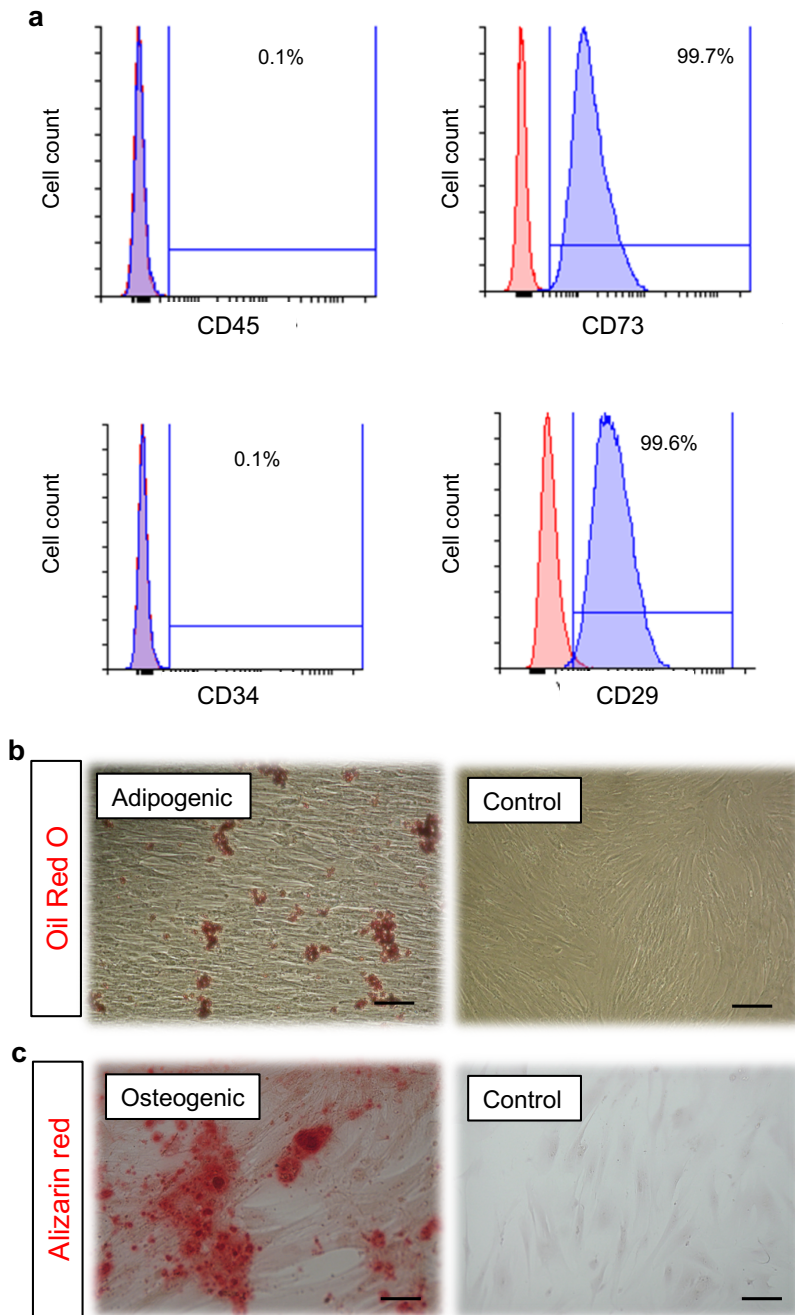 a
0.1%
99.7%
Cell count
Cell count
CD45
CD73
0.1%
99.6%
Cell count
Cell count
CD34
CD29
b
Oil Red O
Adipogenic
Control
c
Alizarin red
Osteogenic
Control